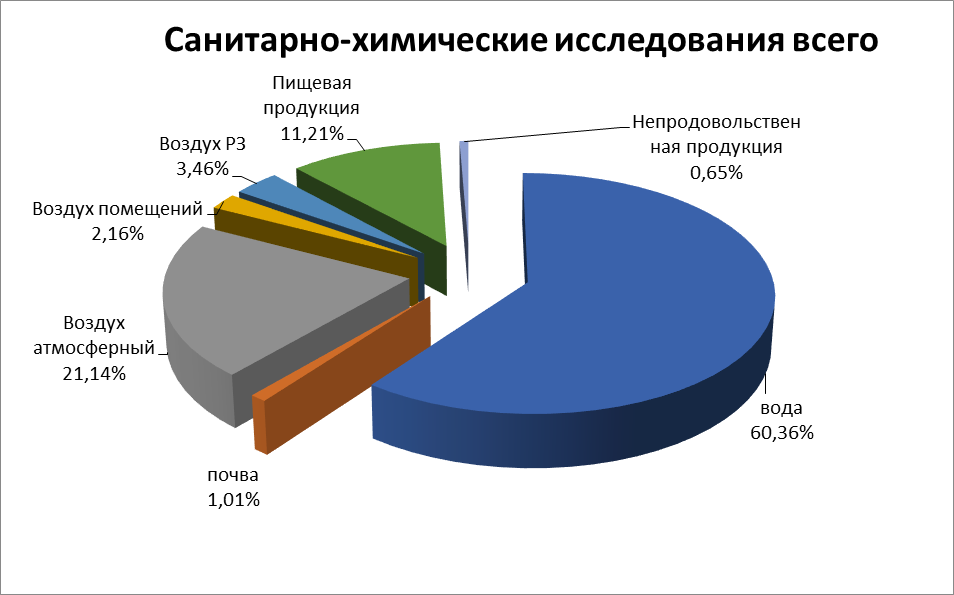 Санитарно-химические исследования всего
Пищевая
продукция
11,21%
Непродовольствен
ная продукция
0,65%
Воздух РЗ
3,46%
Воздух помещений
2,16%
Воздух
атмосферный
21,14%
вода
60,36%
почва
1,01%